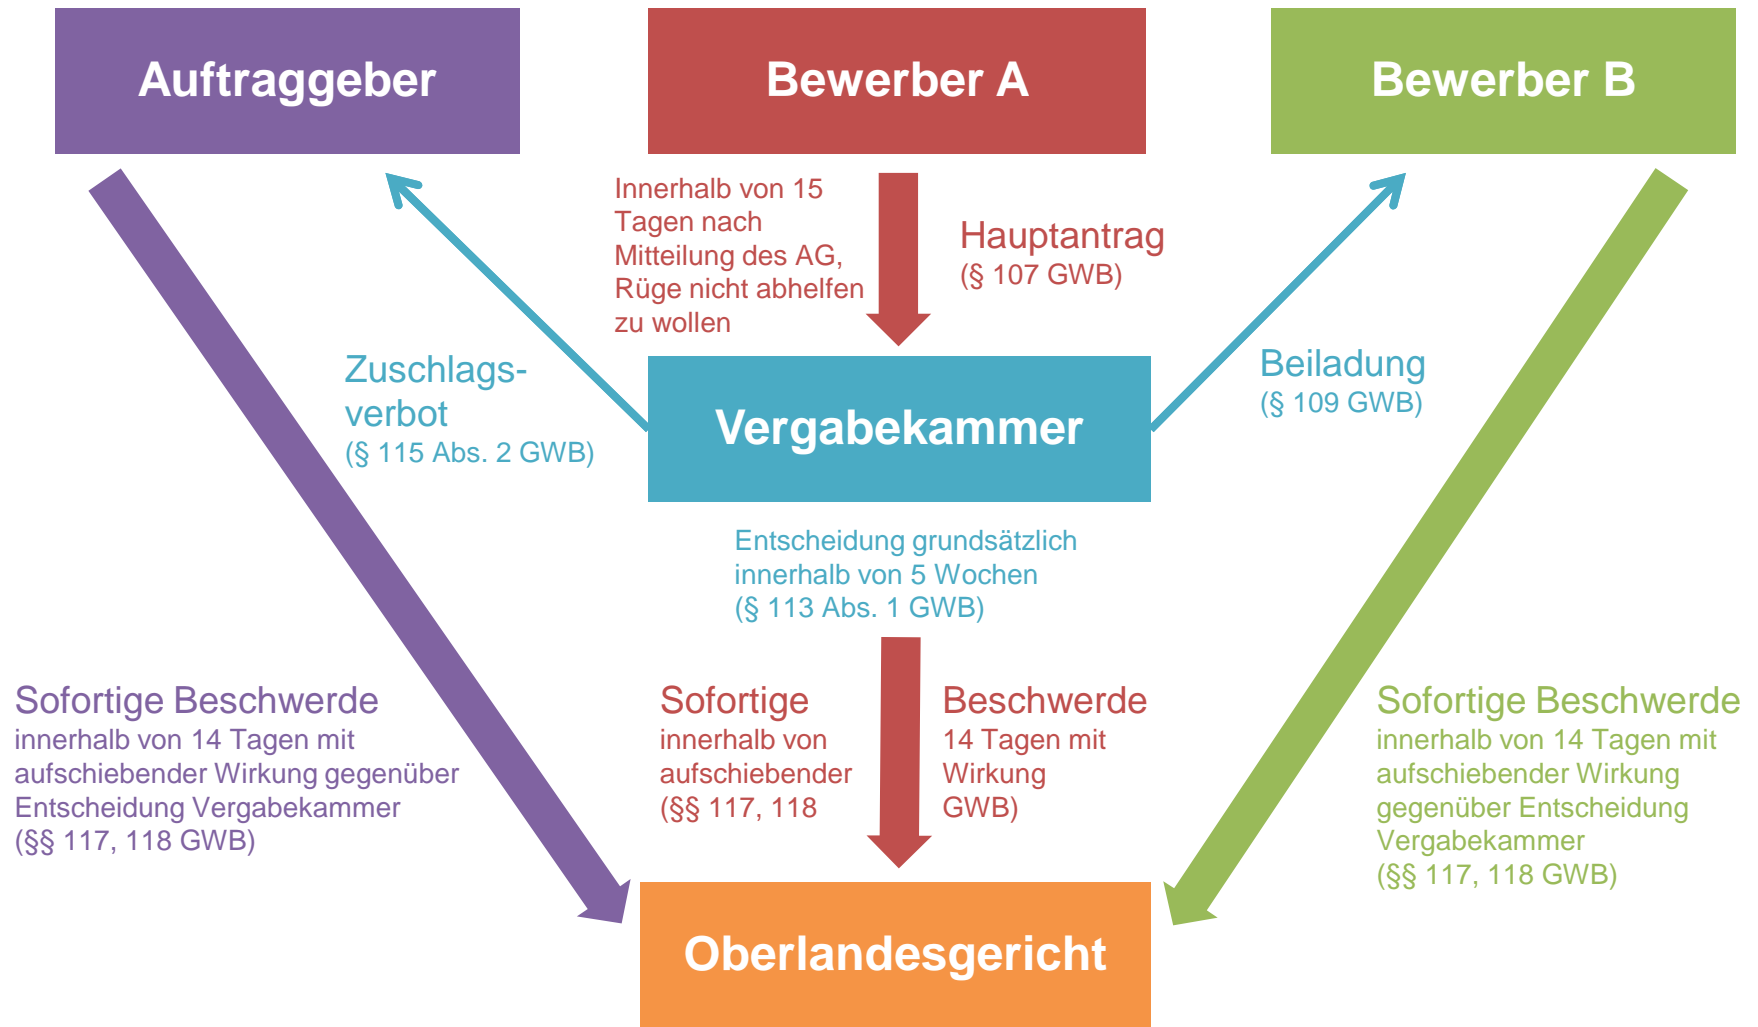 Auftraggeber
Bewerber A
Bewerber B
Innerhalb von 15
Tagen nach
Mitteilung des AG,
Rüge nicht abhelfen
zu wollen
Hauptantrag
(§ 107 GWB)
Zuschlags-
verbot
(§ 115 Abs. 2 GWB)
Vergabekammer
Beiladung
(§ 109 GWB)
Entscheidung grundsätzlich
innerhalb von 5 Wochen
(§ 113 Abs. 1 GWB)
Sofortige Beschwerde
innerhalb von 14 Tagen mit
aufschiebender Wirkung gegenüber
Entscheidung Vergabekammer
(§§ 117, 118 GWB)
Sofortige Beschwerde
innerhalb von 14 Tagen mit
aufschiebender Wirkung
(§§ 117, 118 GWB)
Sofortige Beschwerde
innerhalb von 14 Tagen mit
aufschiebender Wirkung
gegenüber Entscheidung
Vergabekammer
(§§ 117, 118 GWB)
Oberlandesgericht